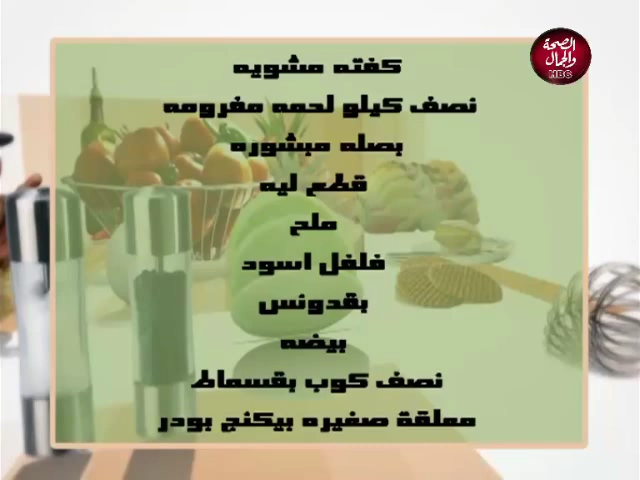 الصحة
والجمال
MBC
كفته مشويه
نصف كيلو لحمه مفرومه
بصله مبشوره
قطع ليه
ملح
فلفل اسود
بقدونس
بيضه
نصف كوب بقسماط
معلقة صغيره بيكنج بودر